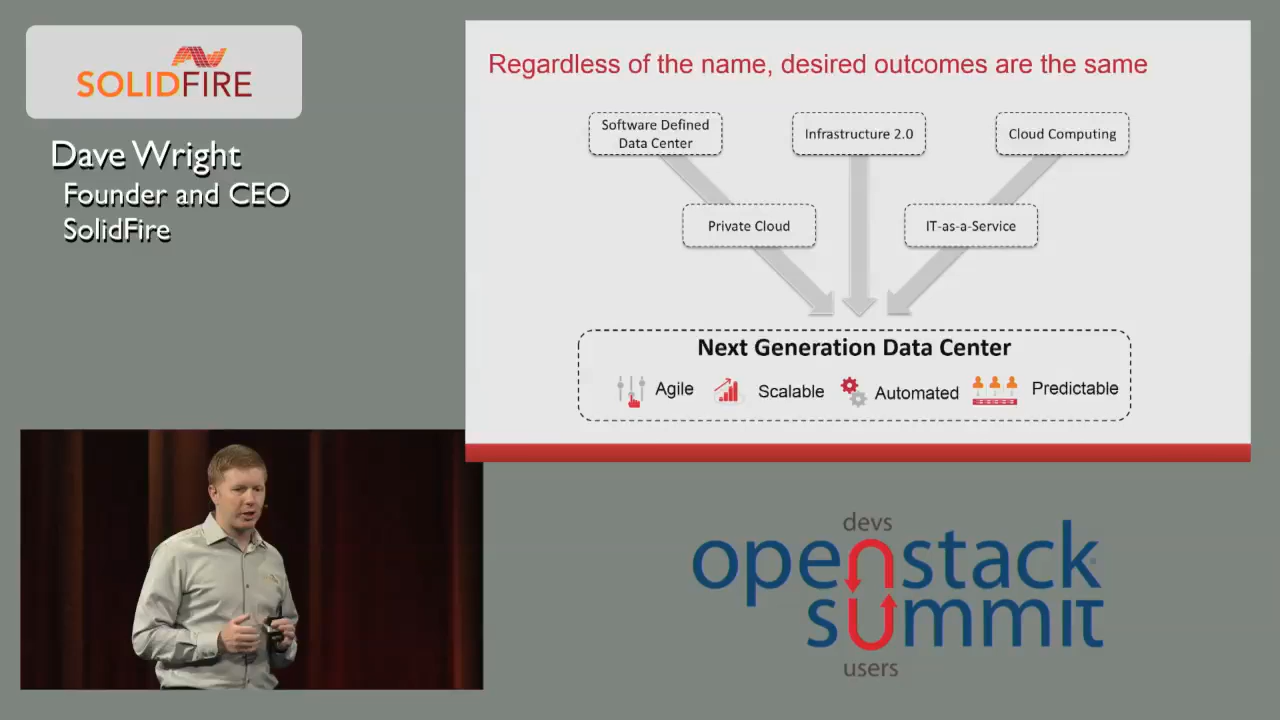 SOLIDFIRE
Dave Wright
Founder and CEO
SolidFire
Regardless of the name, desired outcomes are the same
Software Defined
Data Center
Infrastructure 2.0
Cloud Computing
Private Cloud
IT-as-a-Service
Next Generation Data Center
Agile
Scalable
Automated
Predictable
devs
openstack
summit
users